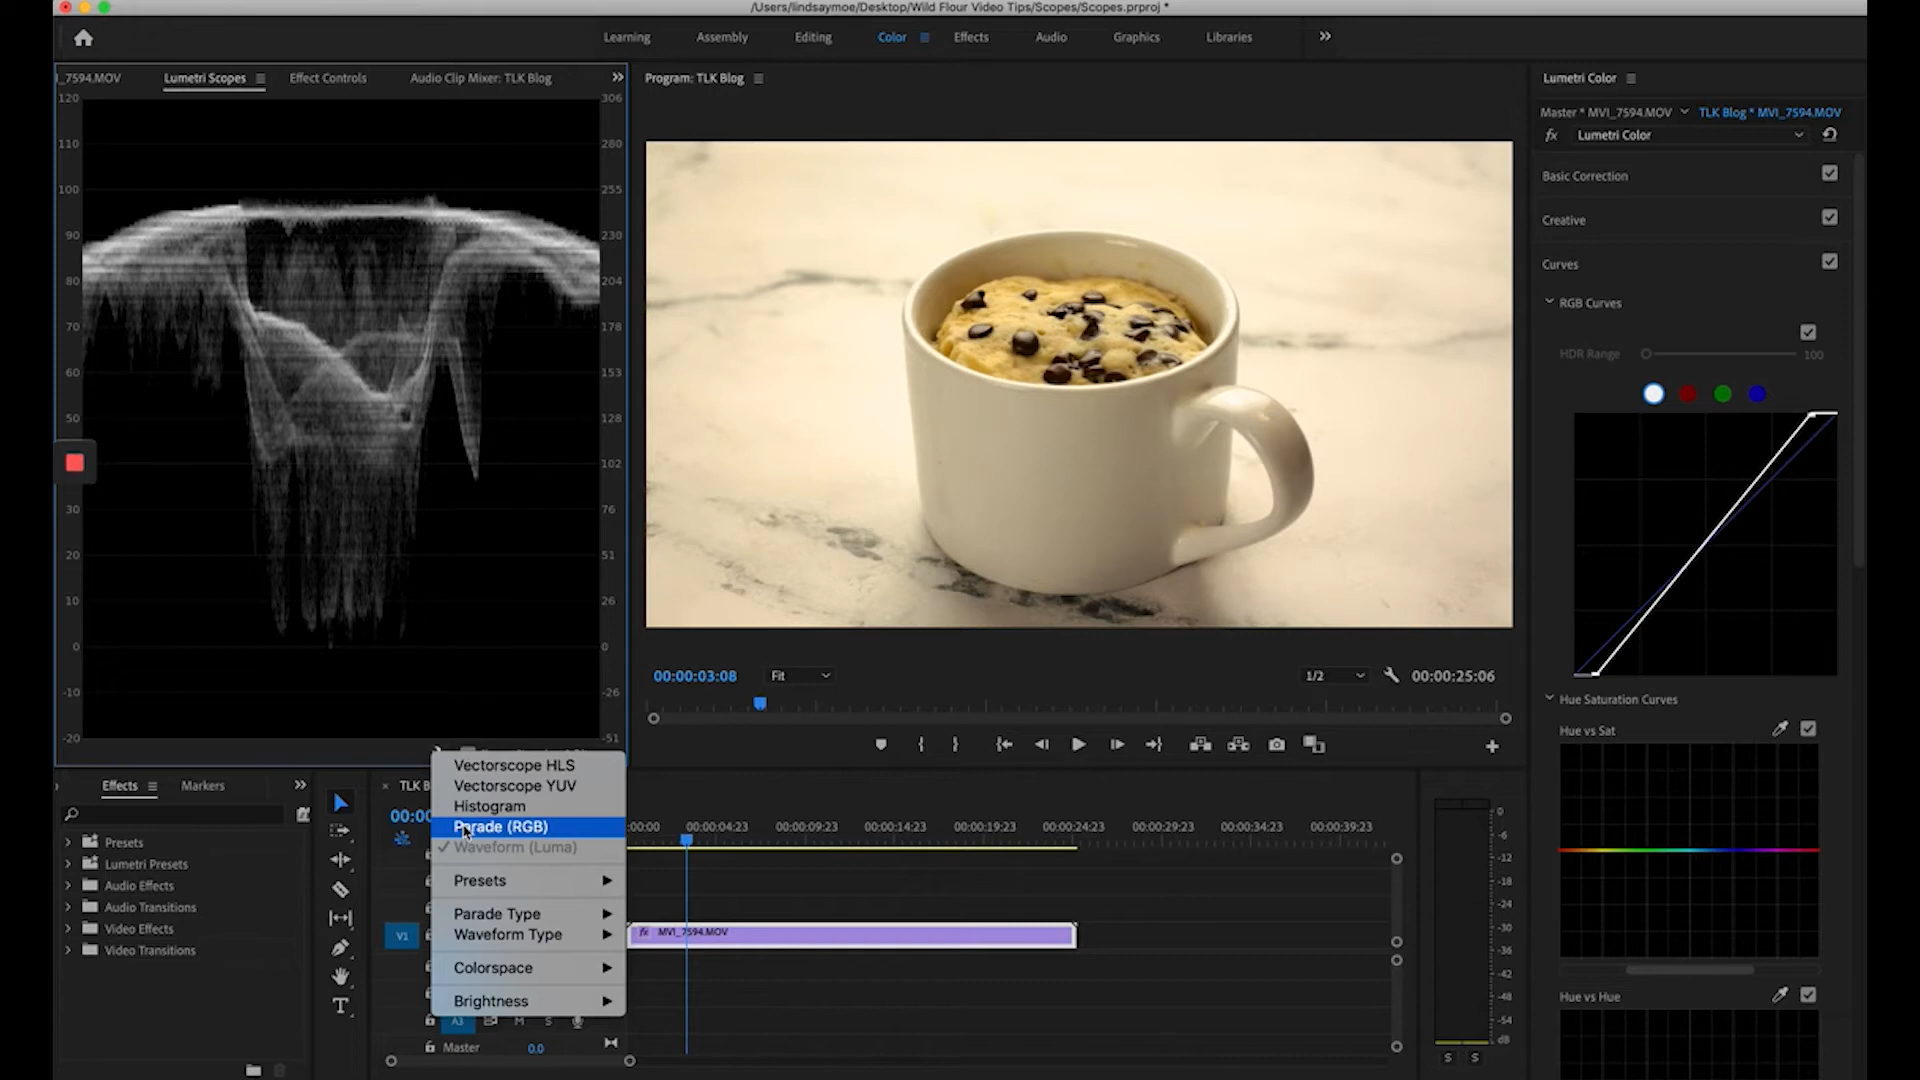 /Users/lindsaymoe/Desktop/Wild Flour Video Tips/Scopes/Scopes.prproj *
Learning Assembly Editing Color Effects Audio Graphics Libraries
_7594.MOV Lumetri Scopes Effect Controls Audio Clip Mixer: TLK Blog
Program: TLK Blog
Lumetri Color
Master * MVI_7594.MOV TLK Blog * MVI_7594.MOV
fx Lumetri Color
Basic Correction
Creative
Curves
RGB Curves
HDR Range 100
Hue Saturation Curves
Hue vs Sat
Hue vs Hue
120 306
110 280
100 255
90 230
80 204
70 178
60 153
50 128
102
30 76
20 51
10 26
0 0
-10 -26
-20 -51
00:00:03:08 Fit 1/2 00:00:25:06
Effects Markers
Presets
Lumetri Presets
Audio Effects
Audio Transitions
Video Effects
Video Transitions
TLK B
00:00
Vectorscope HLS
Vectorscope YUV
Histogram
Parade (RGB)
Waveform (Luma)
Presets
Parade Type
Waveform Type
Colorspace
Brightness
:00:00 00:00:04:23 00:00:09:23 00:00:14:23 00:00:19:23 00:00:24:23 00:00:29:23 00:00:34:23 00:00:39:23
V1 fx MVI_7594.MOV
A3 M S
Master 0.0
0
-6
-12
-18
-24
-30
-36
-42
-48
-54
dB
S S